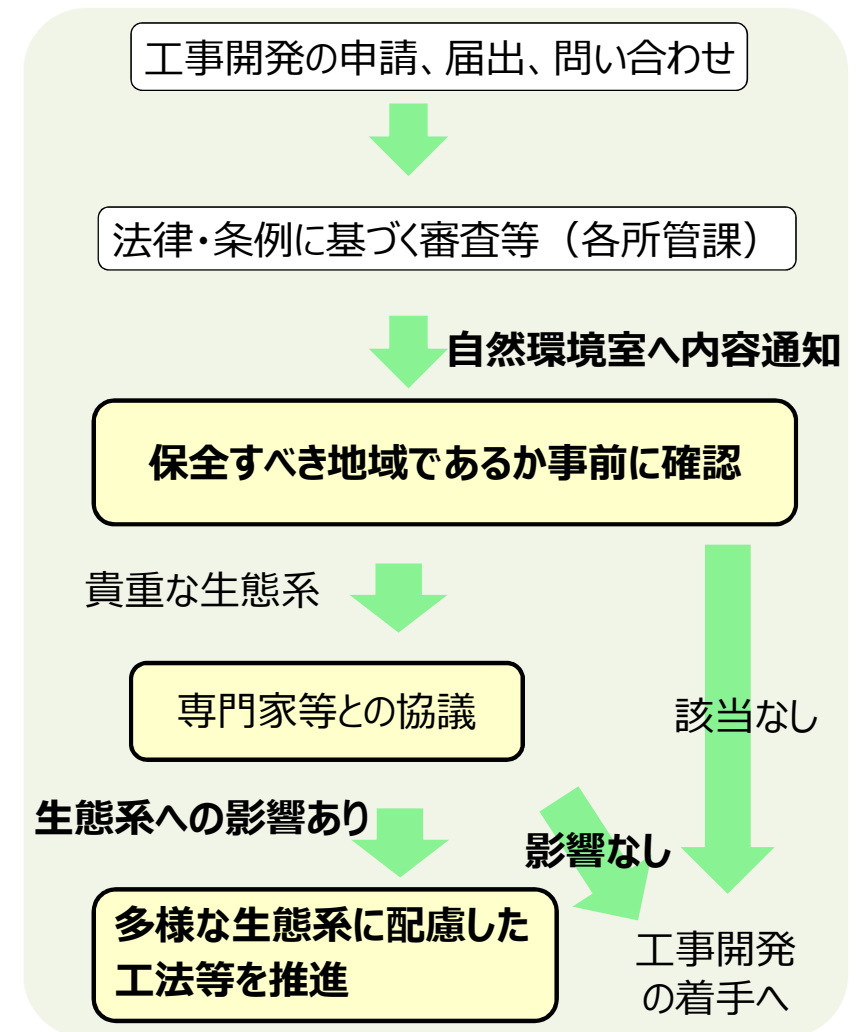 工事開発の申請、届出、問い合わせ
法律・条例に基づく審査等（各所管課）
自然環境室へ内容通知
保全すべき地域であるか事前に確認
貴重な生態系
専門家等との協議
該当なし
生態系への影響あり
影響なし
多様な生態系に配慮した
工法等を推進
工事開発
の着手へ